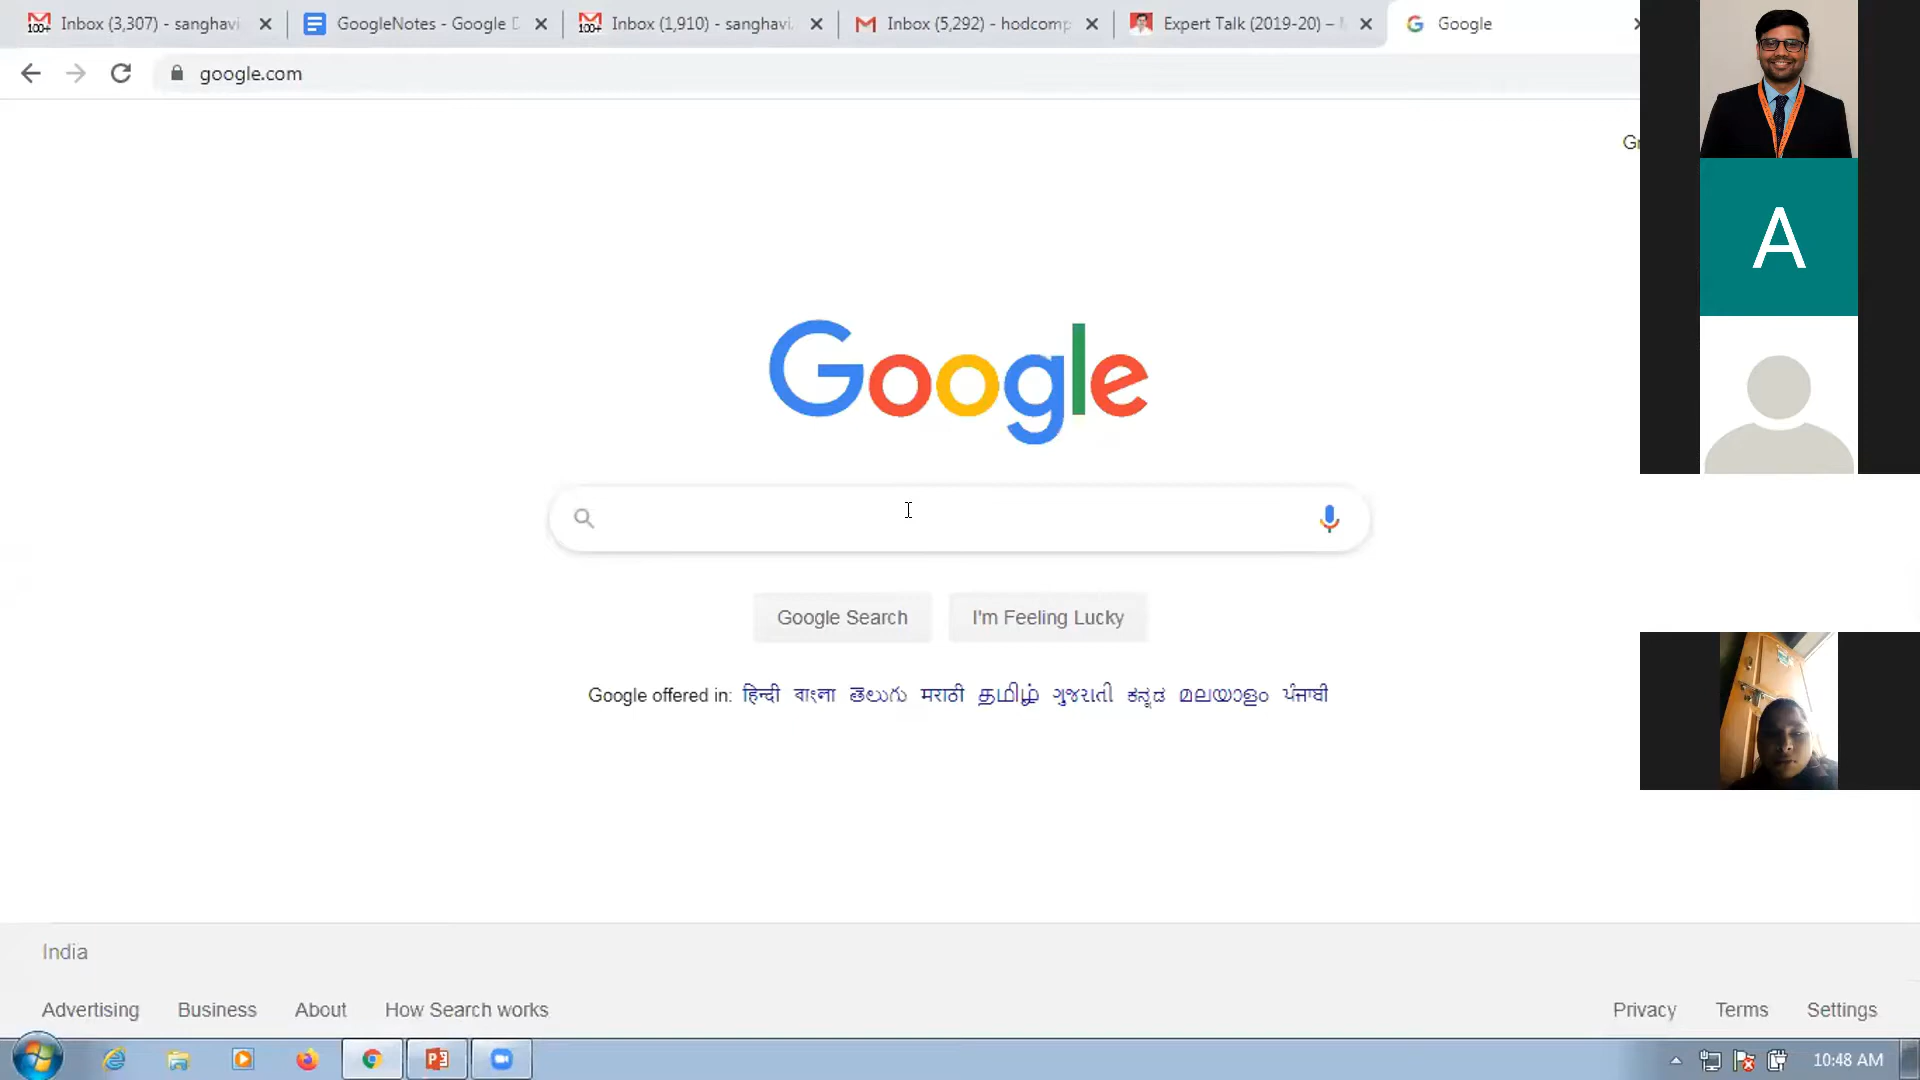 Inbox (3,307) - sanghavi
GoogleNotes - Google D
Inbox (1,910) - sanghavi.
Inbox (5,292) - hodcomp
Expert Talk (2019-20) –
Google
google.com
A
Google
Google Search
I'm Feeling Lucky
Google offered in: हिन्दी বাংলা తెలుగు मराठी தமிழ் ગુજરાતી ಕನ್ನಡ മലയാളം ਪੰਜਾਬੀ
India
Advertising Business About How Search works
Privacy Terms Settings
10:48 AM